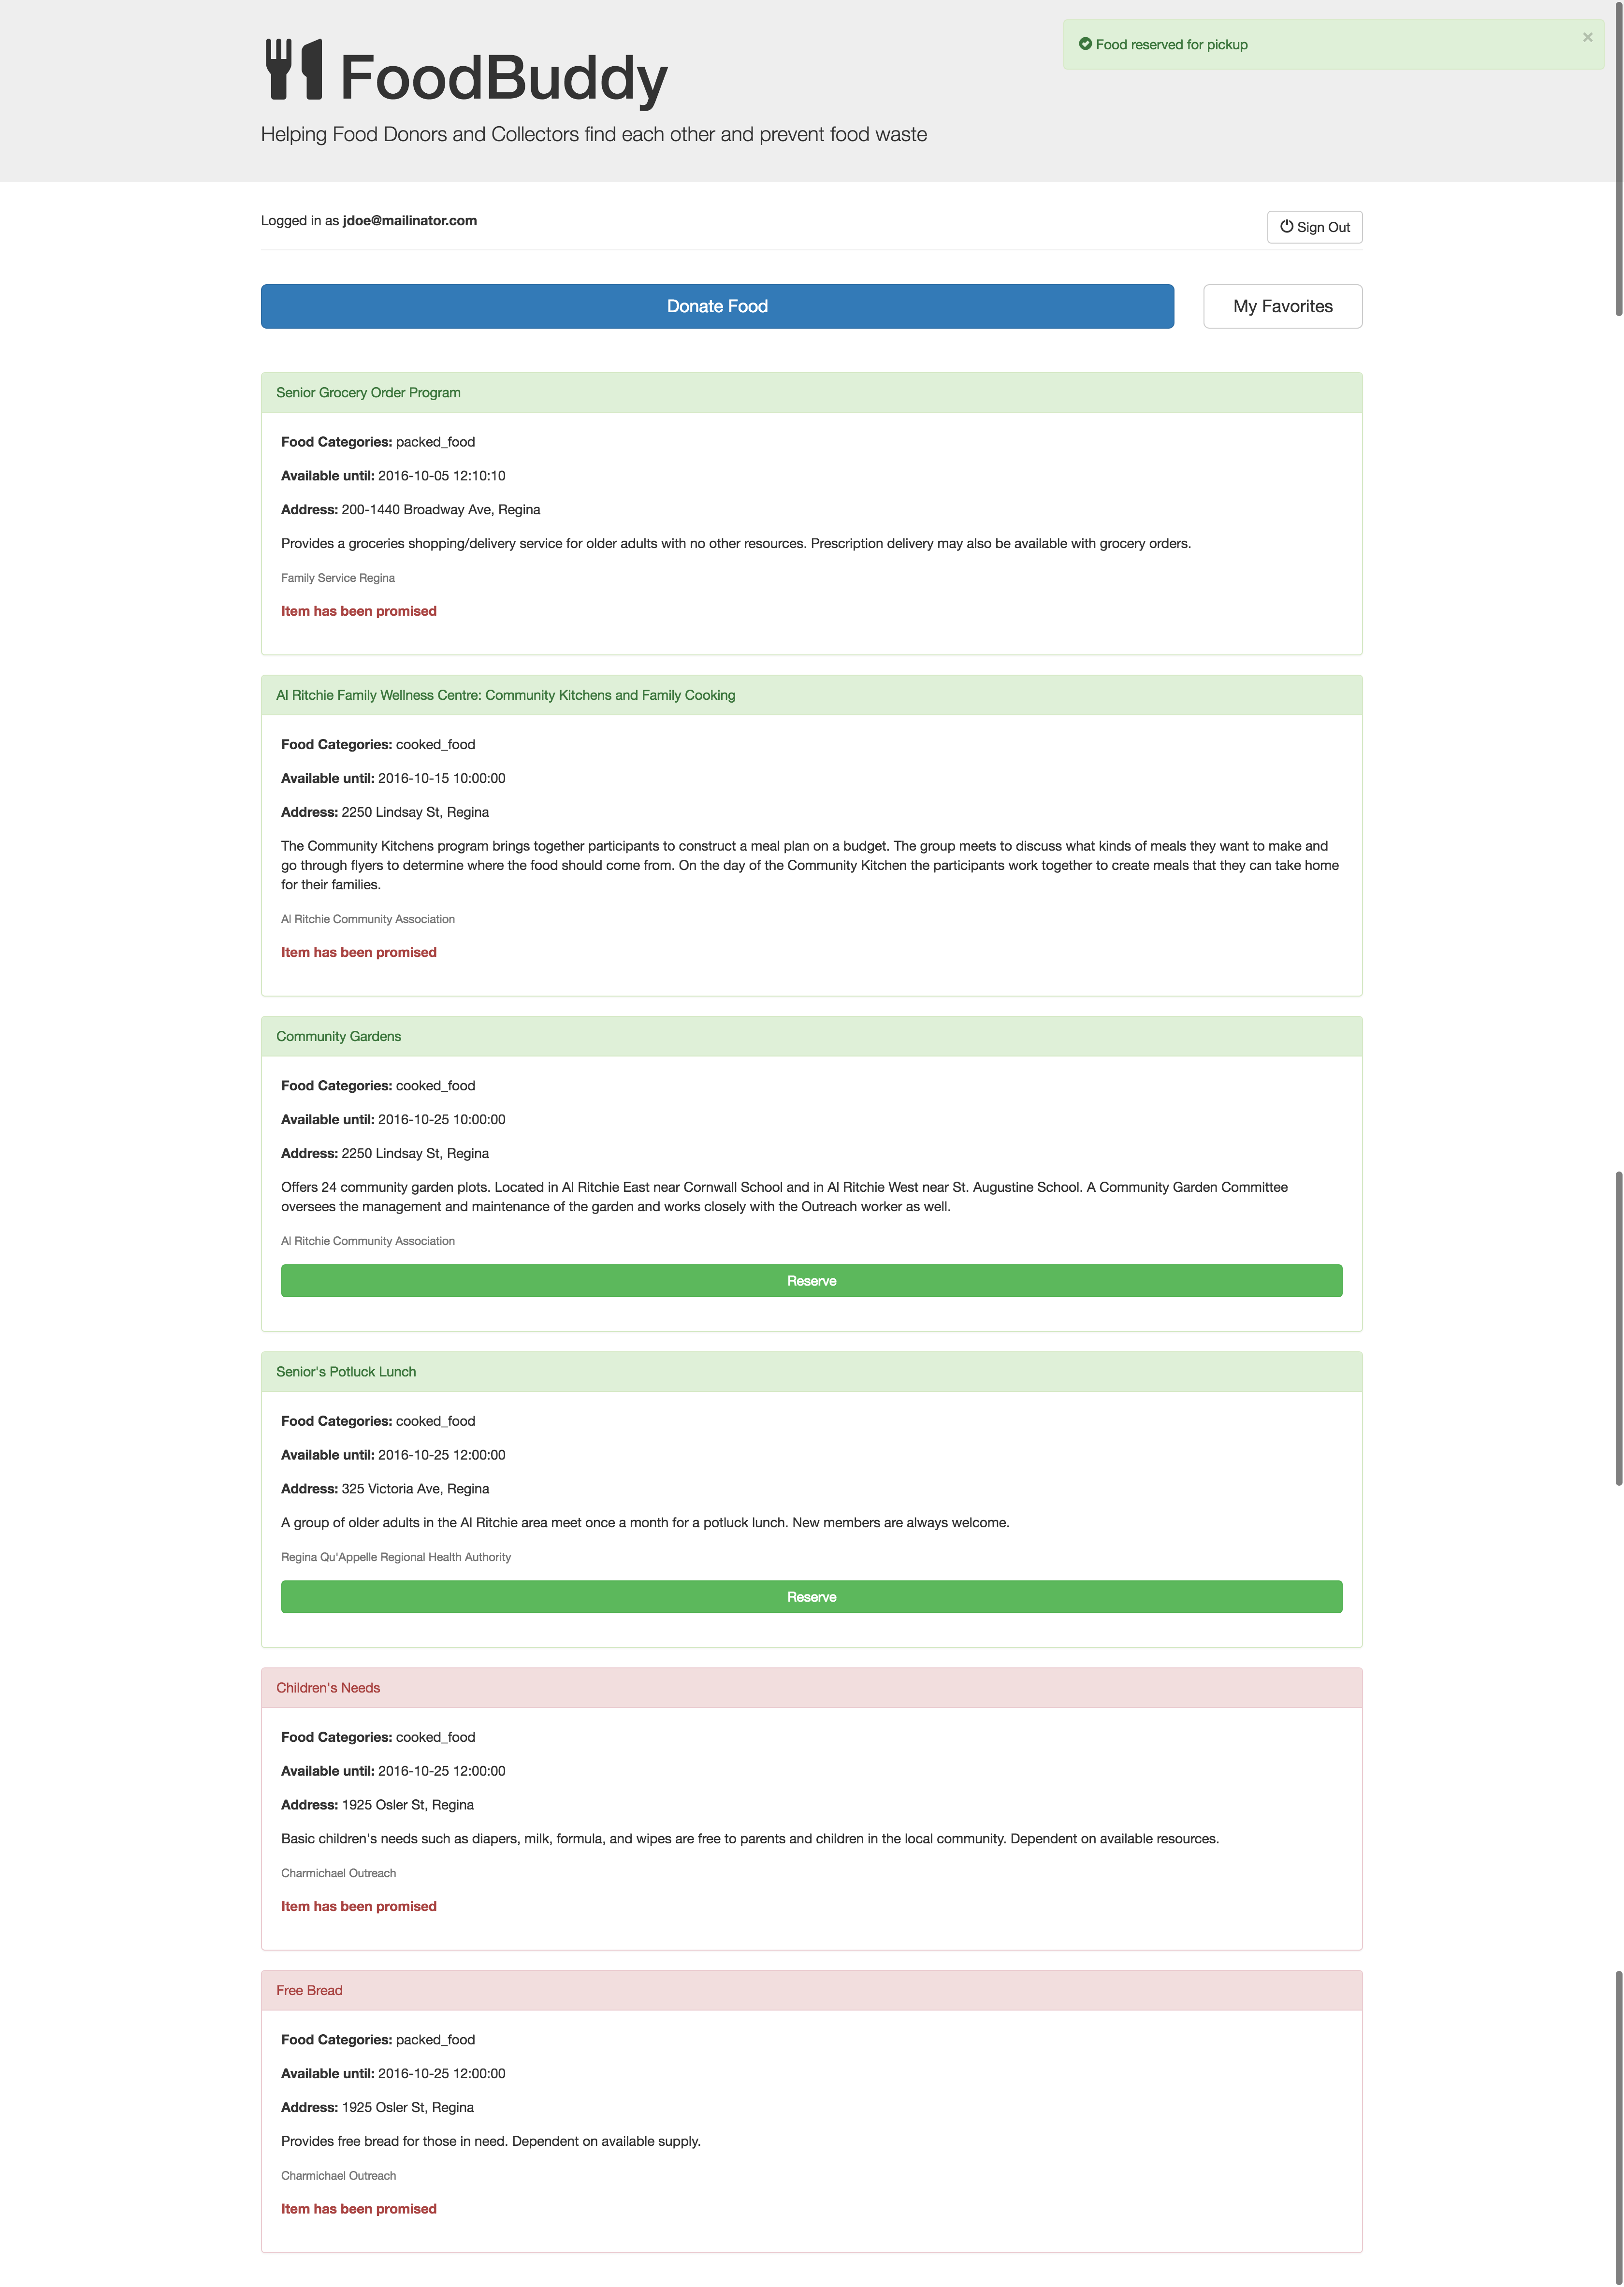 FoodBuddy
Food reserved for pickup ×
Helping Food Donors and Collectors find each other and prevent food waste
Logged in as jdoe@mailinator.com
Sign Out
Donate Food
My Favorites
Senior Grocery Order Program
Food Categories: packed_food
Available until: 2016-10-05 12:10:10
Address: 200-1440 Broadway Ave, Regina
Provides a groceries shopping/delivery service for older adults with no other resources. Prescription delivery may also be available with grocery orders.
Family Service Regina
Item has been promised
Al Ritchie Family Wellness Centre: Community Kitchens and Family Cooking
Food Categories: cooked_food
Available until: 2016-10-15 10:00:00
Address: 2250 Lindsay St, Regina
The Community Kitchens program brings together participants to construct a meal plan on a budget. The group meets to discuss what kinds of meals they want to make and
go through flyers to determine where the food should come from. On the day of the Community Kitchen the participants work together to create meals that they can take home
for their families.
Al Ritchie Community Association
Item has been promised
Community Gardens
Food Categories: cooked_food
Available until: 2016-10-25 10:00:00
Address: 2250 Lindsay St, Regina
Offers 24 community garden plots. Located in Al Ritchie East near Cornwall School and in Al Ritchie West near St. Augustine School. A Community Garden Committee
oversees the management and maintenance of the garden and works closely with the Outreach worker as well.
Al Ritchie Community Association
Reserve
Senior's Potluck Lunch
Food Categories: cooked_food
Available until: 2016-10-25 12:00:00
Address: 325 Victoria Ave, Regina
A group of older adults in the Al Ritchie area meet once a month for a potluck lunch. New members are always welcome.
Regina Qu'Appelle Regional Health Authority
Reserve
Children's Needs
Food Categories: cooked_food
Available until: 2016-10-25 12:00:00
Address: 1925 Osler St, Regina
Basic children's needs such as diapers, milk, formula, and wipes are free to parents and children in the local community. Dependent on available resources.
Charmichael Outreach
Item has been promised
Free Bread
Food Categories: packed_food
Available until: 2016-10-25 12:00:00
Address: 1925 Osler St, Regina
Provides free bread for those in need. Dependent on available supply.
Charmichael Outreach
Item has been promised